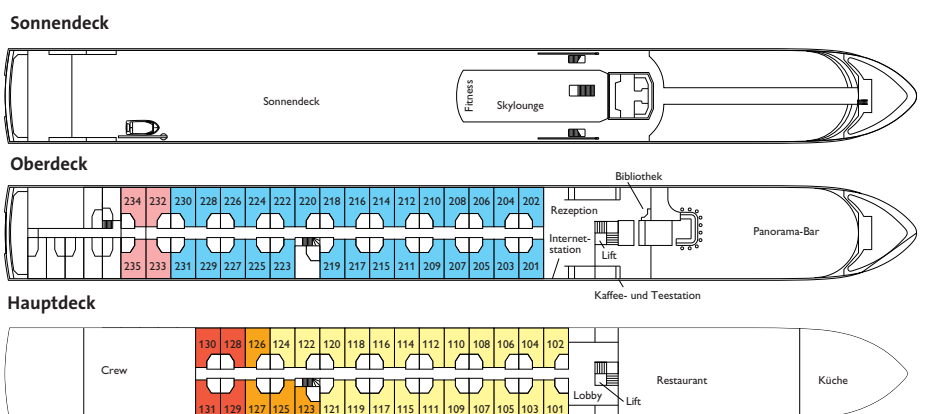 Sonnendeck
Sonnendeck
Fitness
Skylounge
Oberdeck
Bibliothek
234 232 230 228 226 224 222 220 218 216 214 212 210 208 206 204 202
Rezeption
Panorama-Bar
Internet-
station
Lift
235 233 231 229 227 225 223 219 217 215 211 209 207 205 203 201
Kaffee- und Teestation
Hauptdeck
130 128 126 124 122 120 118 116 114 112 110 108 106 104 102
Crew
Restaurant
Küche
Lobby
Lift
131 129 127 125 123 121 119 117 115 111 109 107 105 103 101